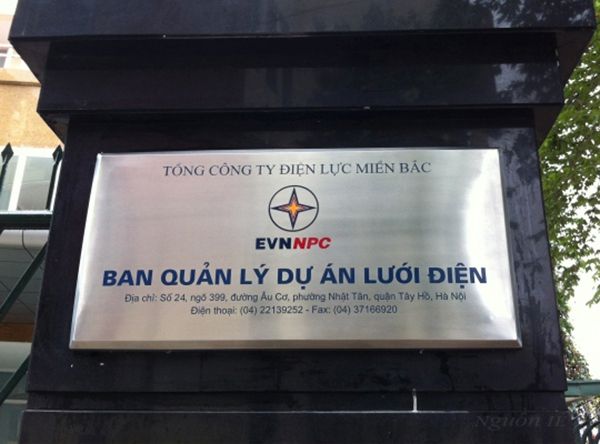 TỔNG CÔNG TY ĐIỆN LỰC MIỀN BẮC
EVNNPC
BAN QUẢN LÝ DỰ ÁN LƯỚI ĐIỆN
Địa chỉ: Số 24, ngõ 399, đường Âu Cơ, phường Nhật Tân, quận Tây Hồ, Hà Nội
Điện thoại: (04) 22139252 - Fax: (04) 37166920
Nguồn